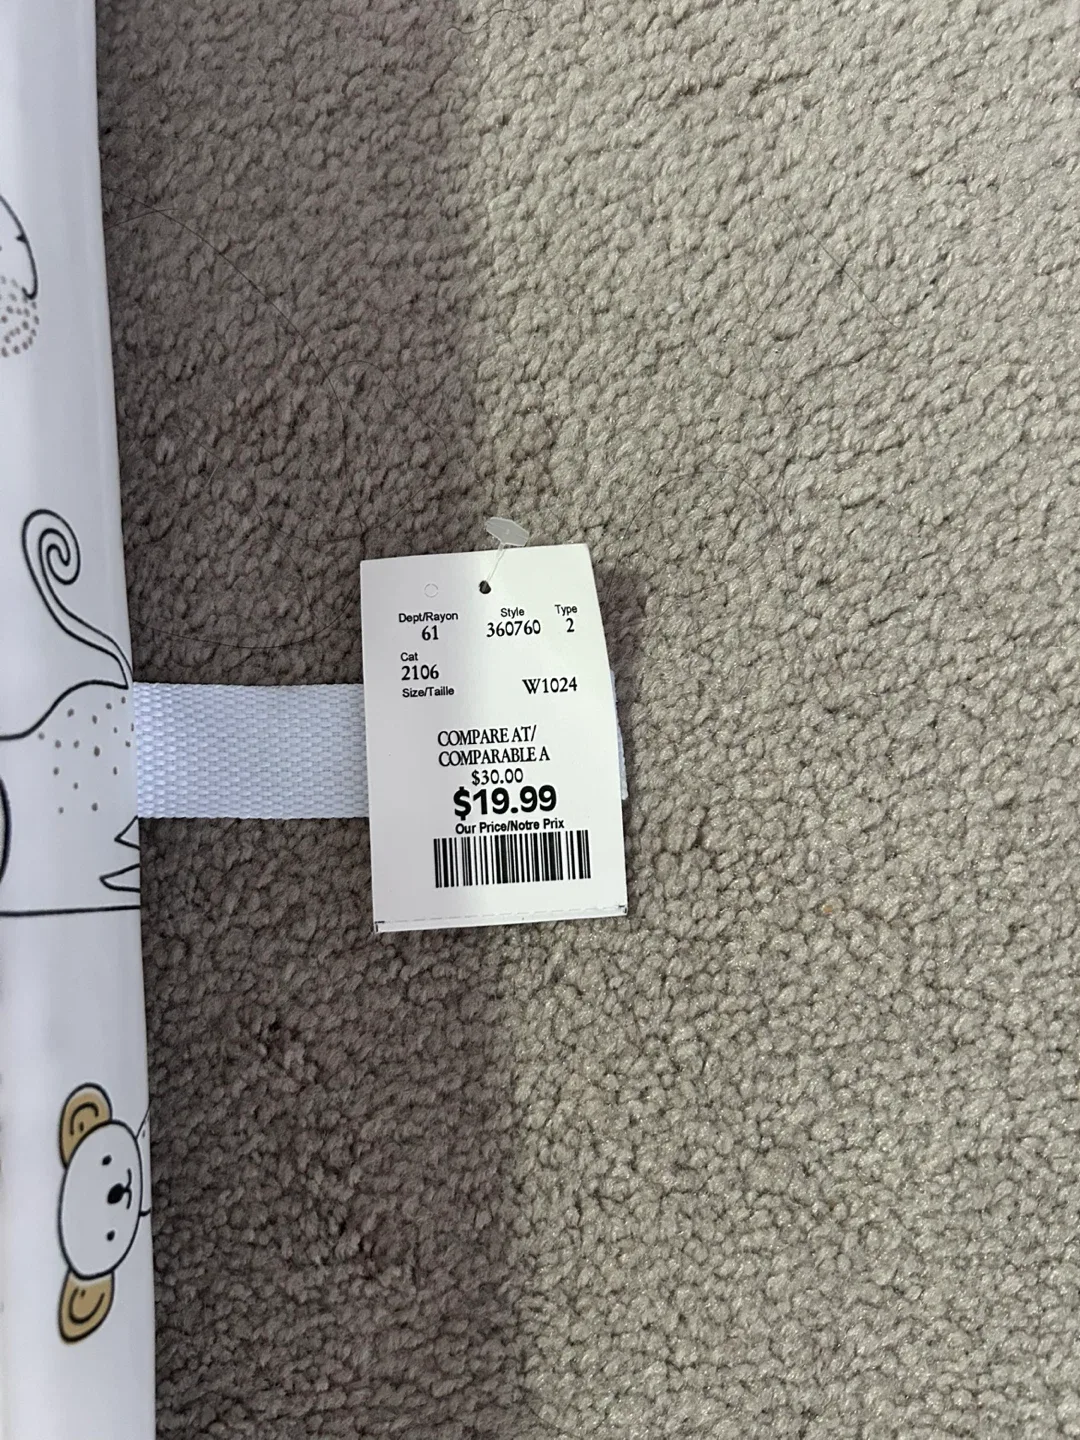 Dept/Rayon Style Type
61 360760 2
Cat
2106
Size/Taille W1024
COMPARE AT/
COMPARABLE A
$30.00
$19.99
Our Price/Notre Prix